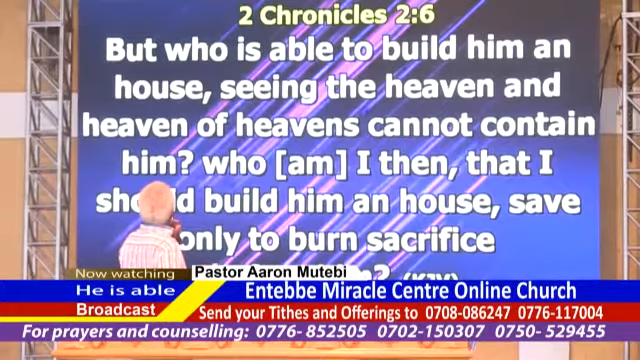 2 Chronicles 2:6
But who is able to build him an
house, seeing the heaven and
heaven of heavens cannot contain
him? who [am] I then, that I
should build him an house, save
only to burn sacrifice
(KJV)
Now watching
Pastor Aaron Mutebi
He is able
Entebbe Miracle Centre Online Church
Broadcast
Send your Tithes and Offerings to 0708-086247 0776-117004
For prayers and counselling: 0776- 852505 0702-150307 0750- 529455